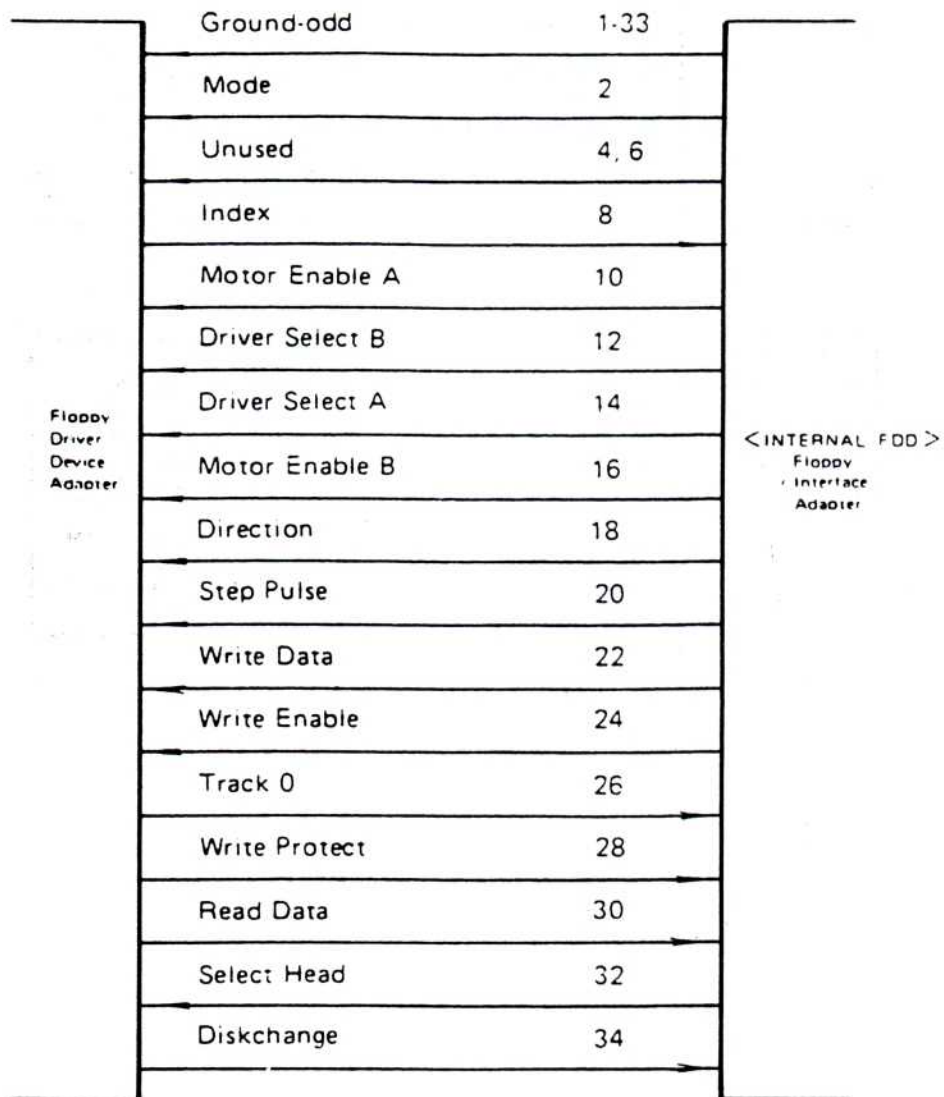 Ground-odd 1-33
Mode 2
Unused 4, 6
Index 8
Motor Enable A 10
Driver Select B 12
Driver Select A 14
Motor Enable B 16
Direction 18
Step Pulse 20
Write Data 22
Write Enable 24
Track 0 26
Write Protect 28
Read Data 30
Select Head 32
Diskchange 34
Floppy
Driver
Device
Adapter
<INTERNAL FDD>
Floppy
Interface
Adapter